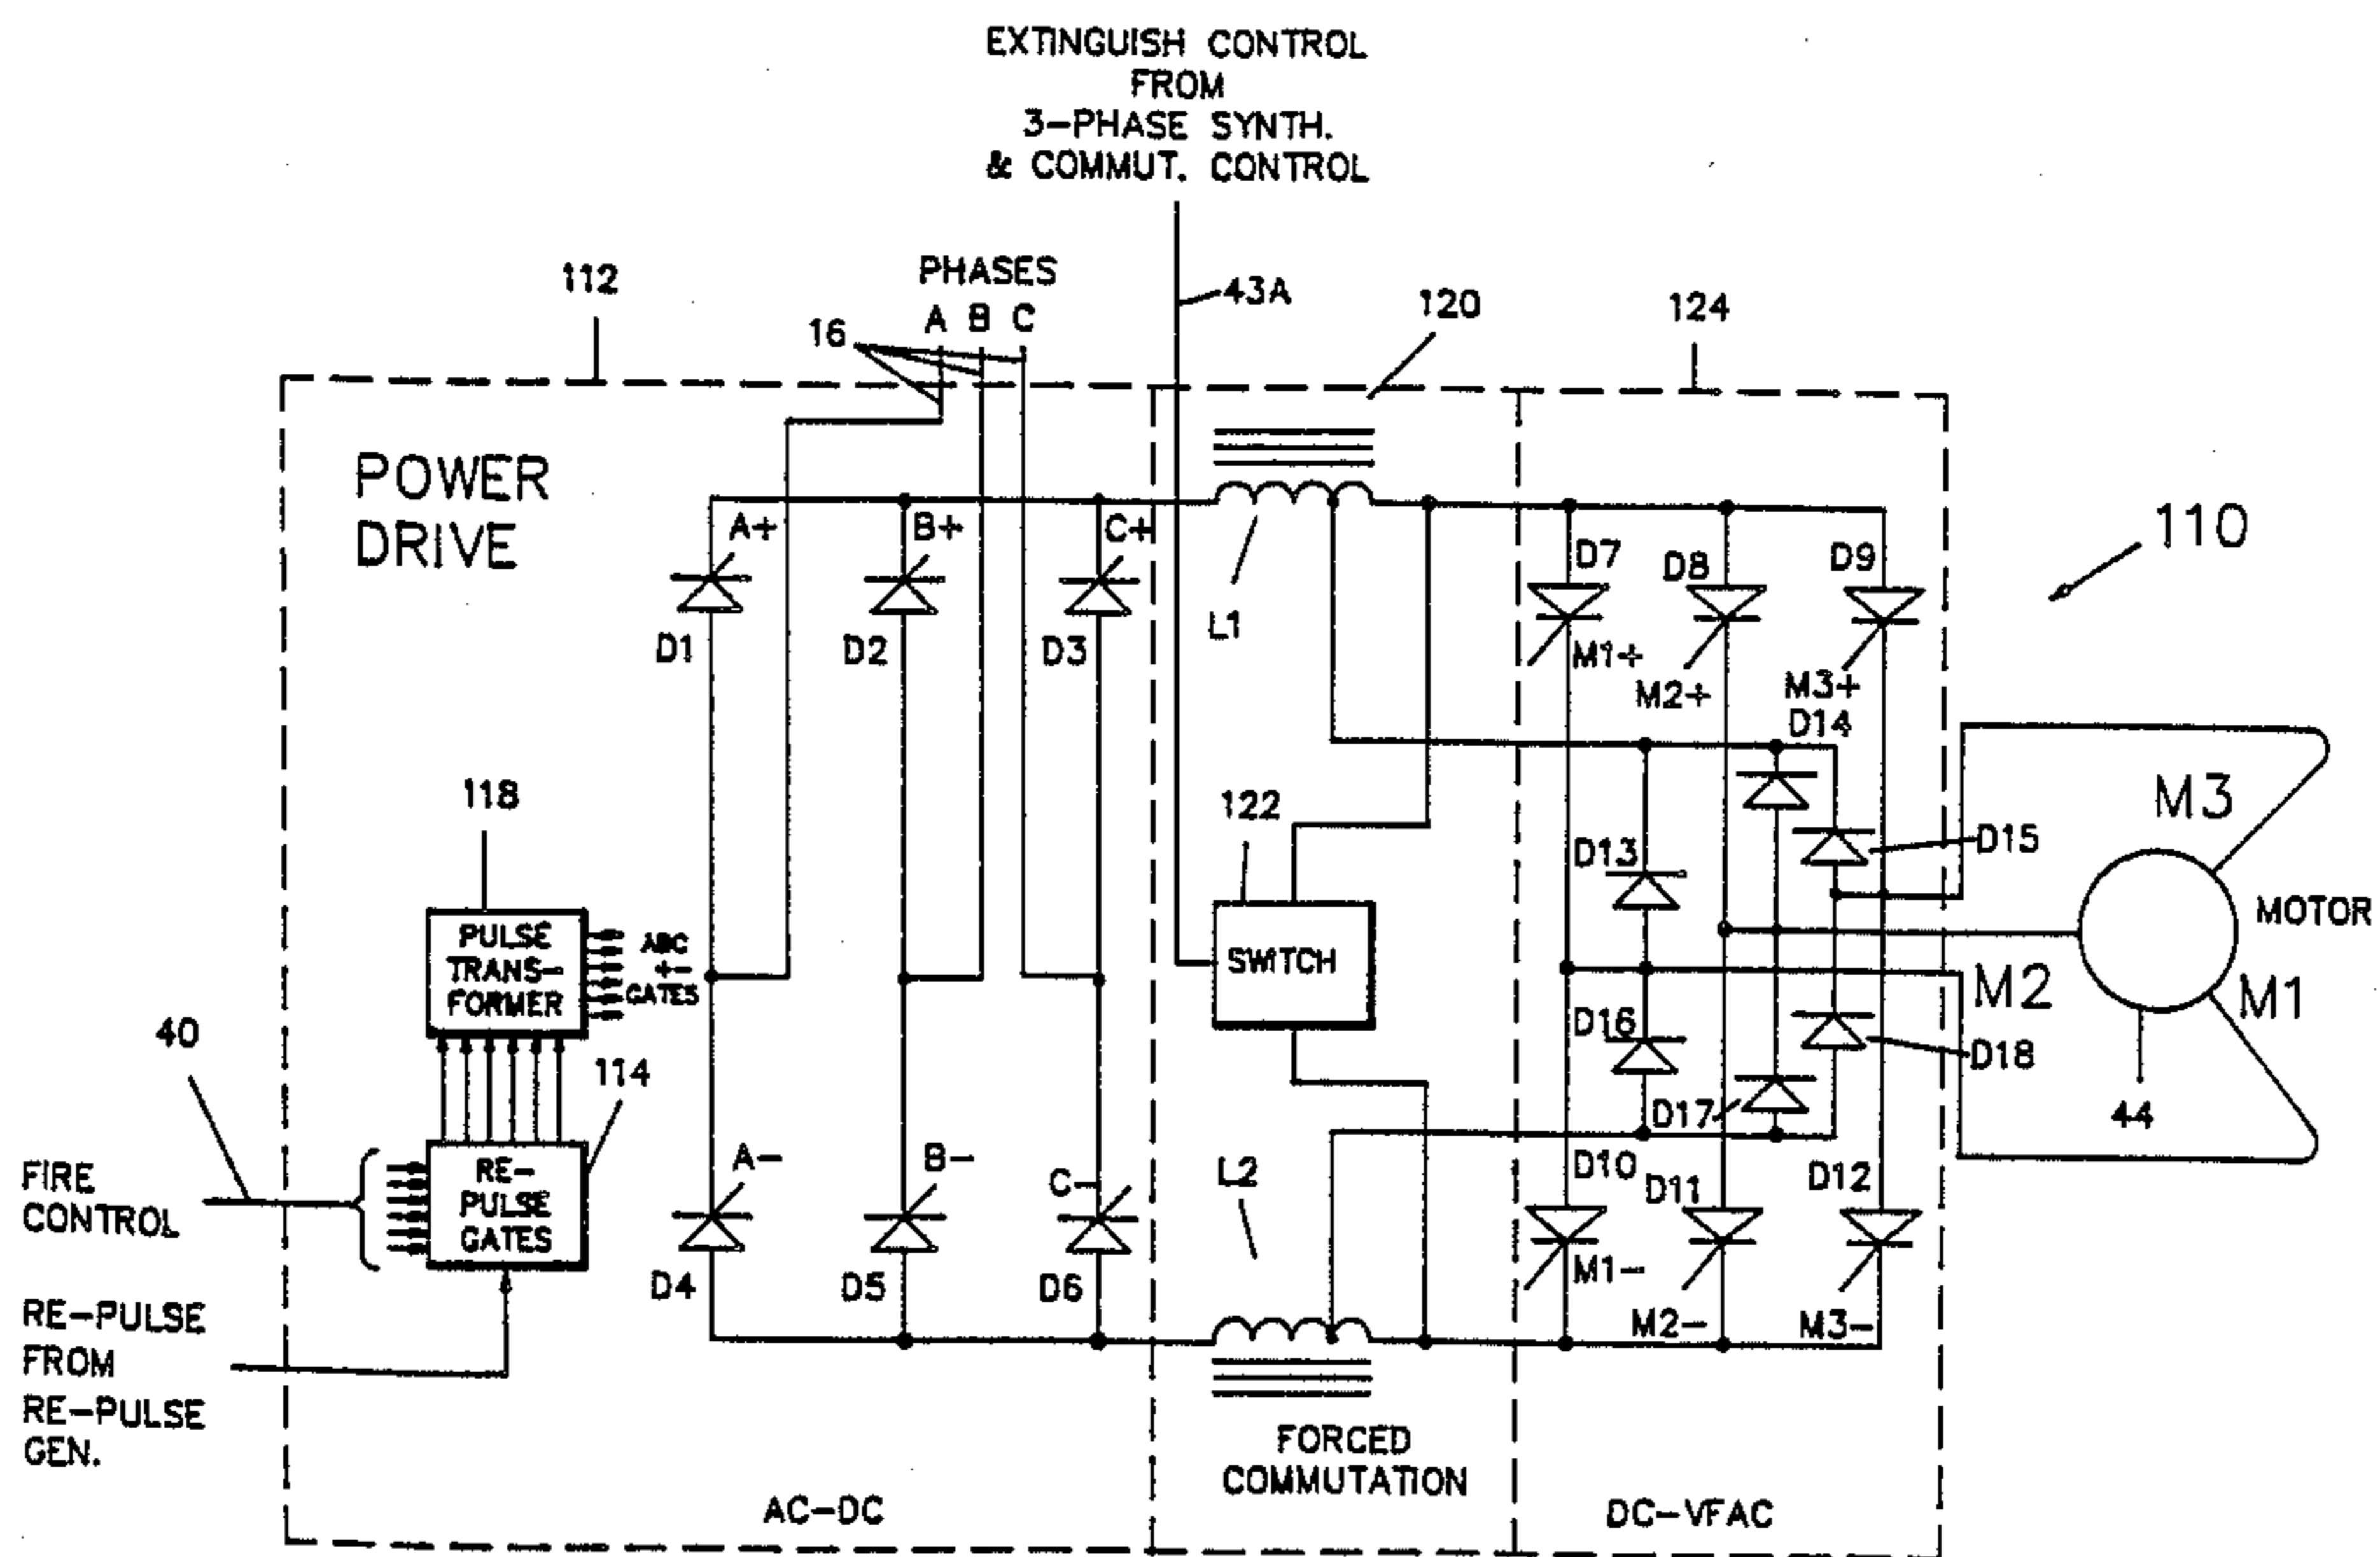 EXTINGUISH CONTROL
FROM
3-PHASE SYNTH.
& COMMUT. CONTROL
112
PHASES
A B C
16
43A
120
124
POWER
DRIVE
A+
B+
C+
D1
D2
D3
L1
D7
D8
D9
110
M1+
M2+
M3+
D14
118
122
D13
D15
M3
PULSE
TRANS-
FORMER
ABC
+-
GATES
SWITCH
MOTOR
M2
M1
40
114
D16
D18
D17
44
FIRE
CONTROL
RE-
PULSE
GATES
A-
B-
C-
L2
D10
D11
D12
D4
D5
D6
M1-
M2-
M3-
RE-PULSE
FROM
RE-PULSE
GEN.
FORCED
COMMUTATION
AC-DC
DC-VFAC